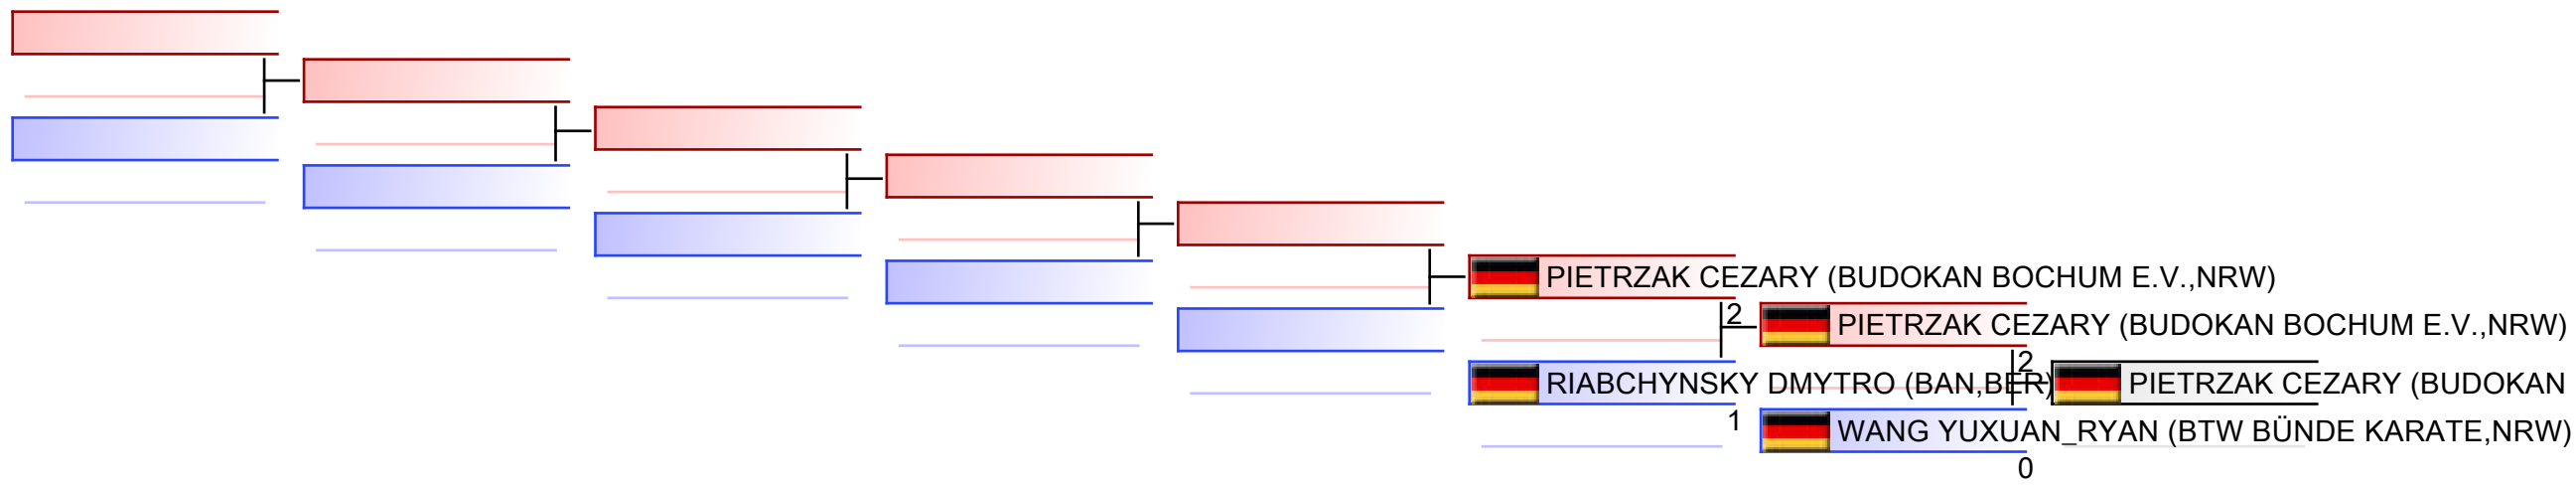 PIETRZAK CEZARY (BUDOKAN BOCHUM E.V.,NRW)
2
PIETRZAK CEZARY (BUDOKAN BOCHUM E.V.,NRW)
RIABCHYNSKY DMYTRO (BAN,BER)
2
PIETRZAK CEZARY (BUDOKAN
1
WANG YUXUAN_RYAN (BTW BÜNDE KARATE,NRW)
0